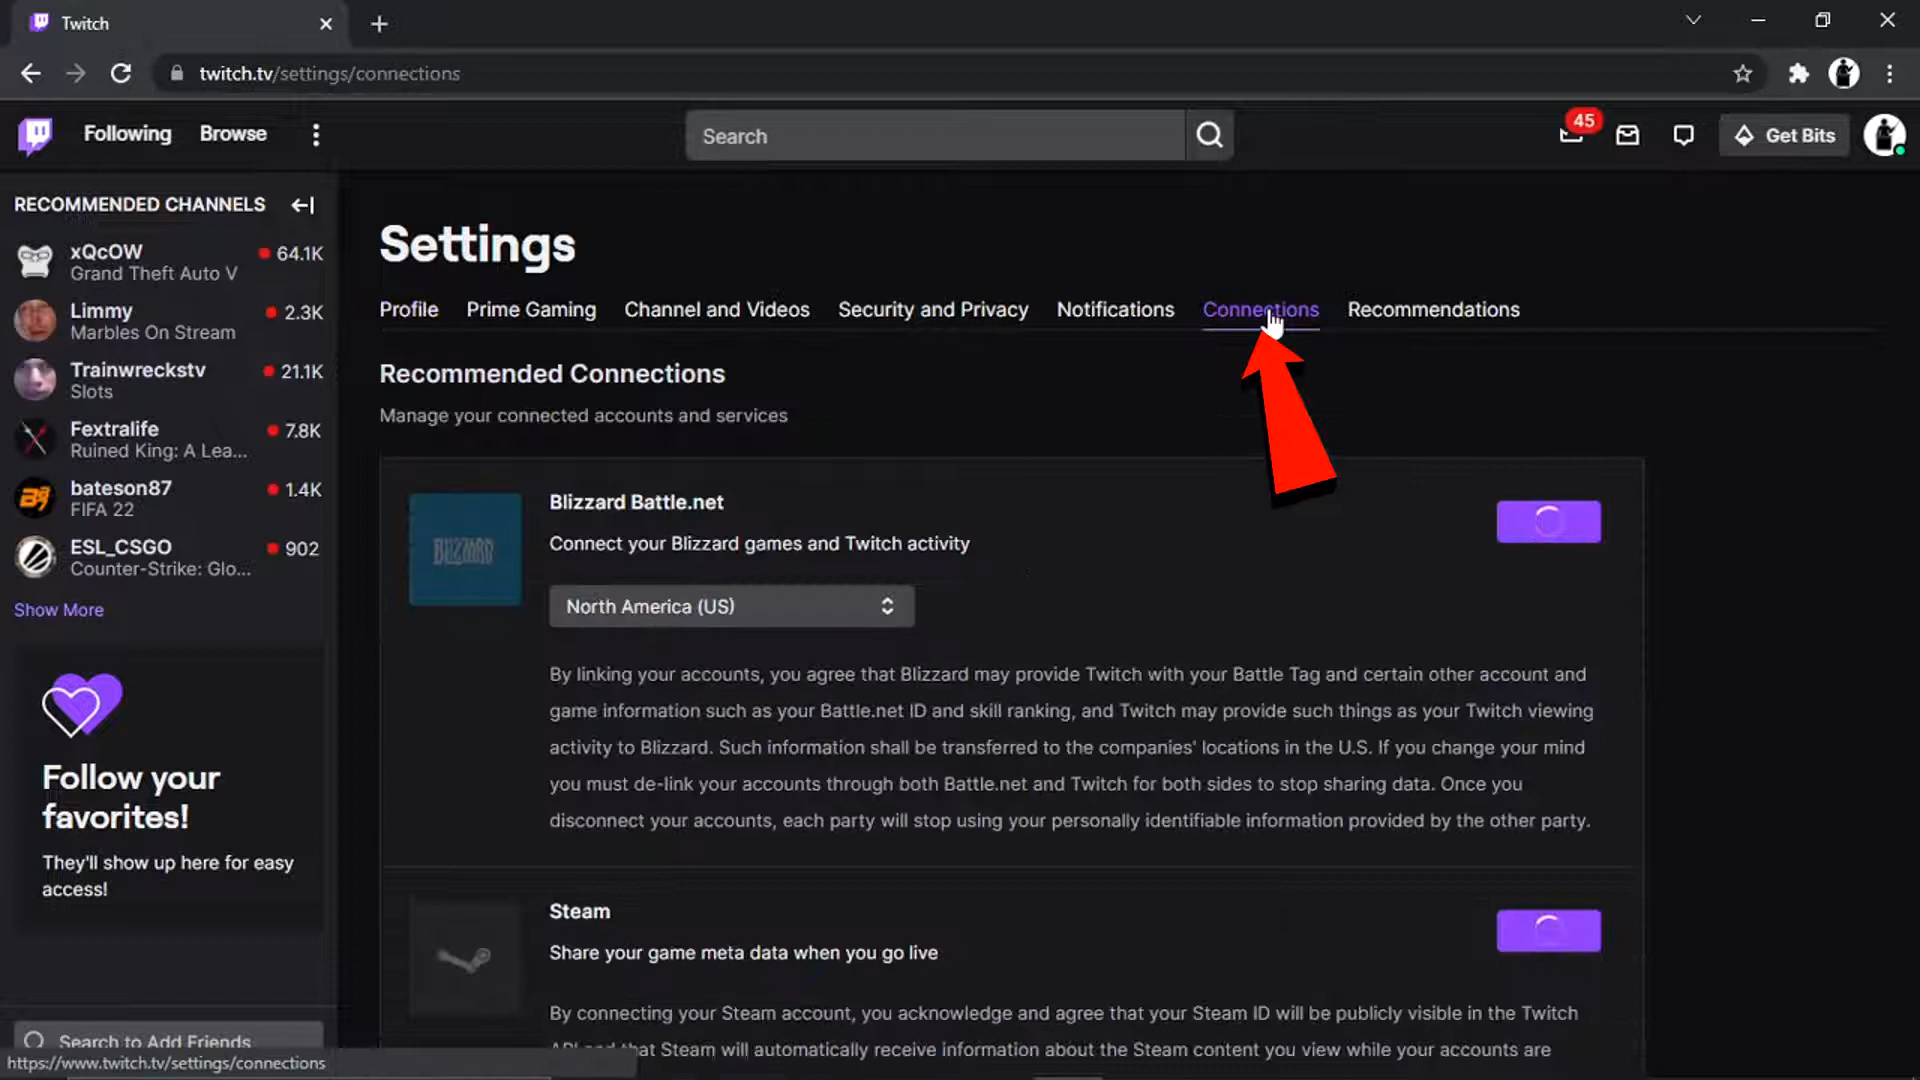 Twitch
twitch.tv/settings/connections
Following Browse
Search
45
Get Bits
RECOMMENDED CHANNELS
xQcOW 64.1K
Grand Theft Auto V
Limmy 2.3K
Marbles On Stream
Trainwreckstv 21.1K
Slots
Fextralife 7.8K
Ruined King: A Lea...
bateson87 1.4K
FIFA 22
ESL_CSGO 902
Counter-Strike: Glo...
Show More
Follow your
favorites!
They'll show up here for easy
access!
Search to Add Friends
https://www.twitch.tv/settings/connections
Settings
Profile Prime Gaming Channel and Videos Security and Privacy Notifications Connections Recommendations
Recommended Connections
Manage your connected accounts and services
BLIZZARD
Blizzard Battle.net
Connect your Blizzard games and Twitch activity
North America (US)
By linking your accounts, you agree that Blizzard may provide Twitch with your Battle Tag and certain other account and
game information such as your Battle.net ID and skill ranking, and Twitch may provide such things as your Twitch viewing
activity to Blizzard. Such information shall be transferred to the companies' locations in the U.S. If you change your mind
you must de-link your accounts through both Battle.net and Twitch for both sides to stop sharing data. Once you
disconnect your accounts, each party will stop using your personally identifiable information provided by the other party.
Steam
Share your game meta data when you go live
By connecting your Steam account, you acknowledge and agree that your Steam ID will be publicly visible in the Twitch
API and that Steam will automatically receive information about the Steam content you view while your accounts are